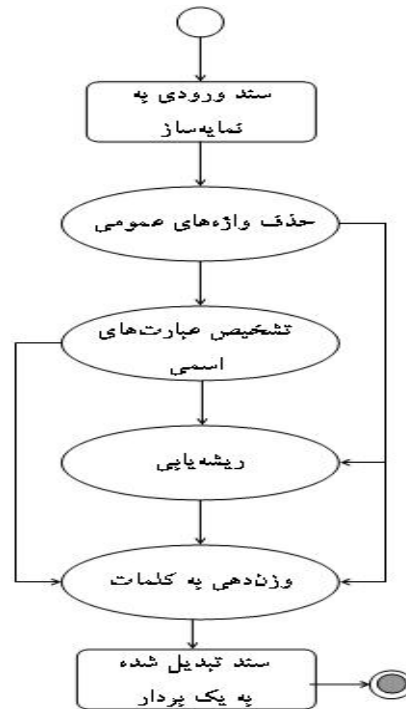 سند ورودی به
نمایه‌ساز
حذف واژه‌های عمومی
تشخیص عبارت‌های
اسمی
ریشه‌یابی
وزن‌دهی به کلمات
سند تبدیل شده
به یک بردار